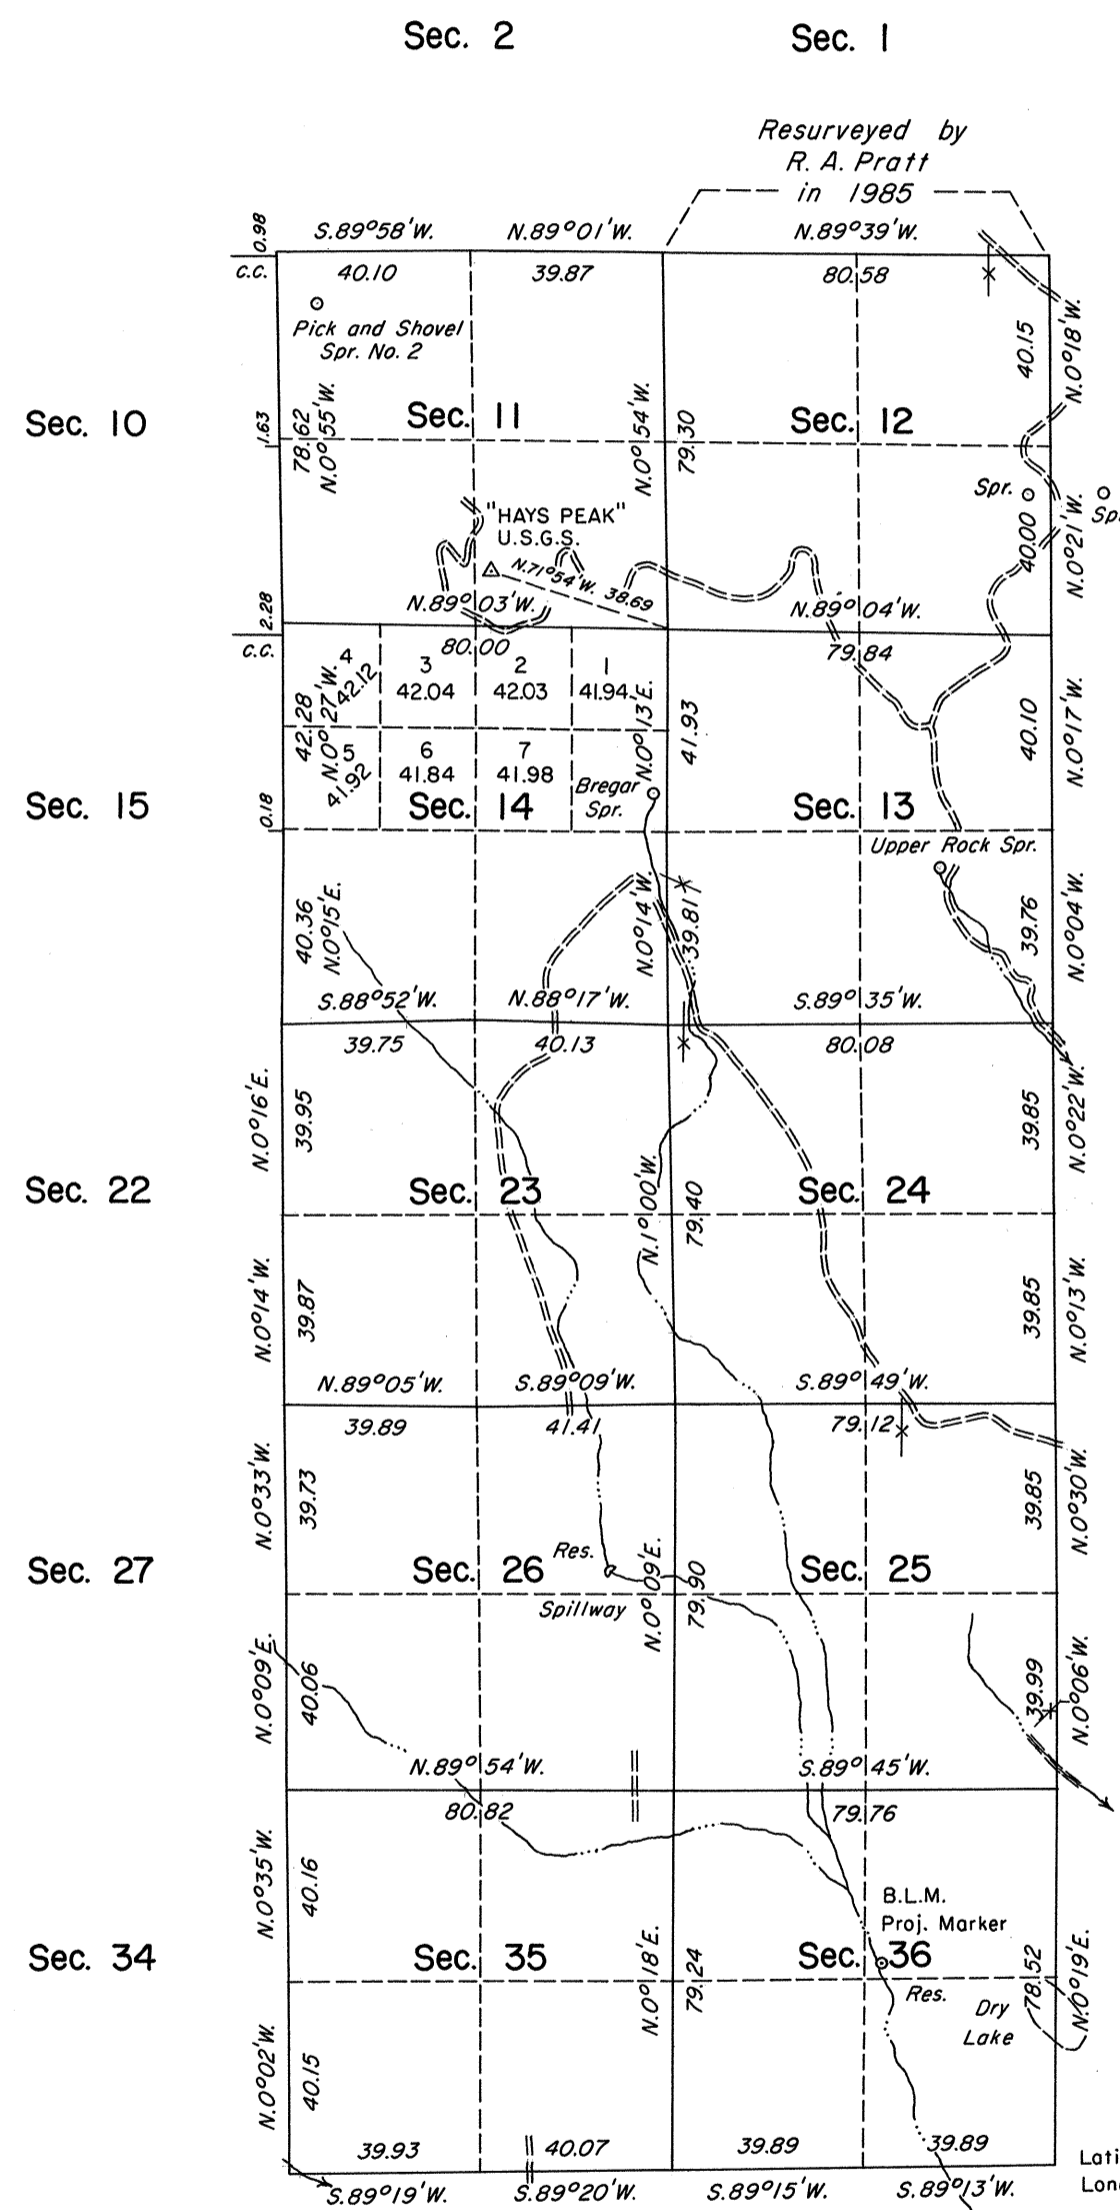 Sec. 2 Sec. 1
Resurveyed by
R. A. Pratt
in 1985
0.98 S.89°58'W. N.89°01'W. N.89°39'W.
C.C. 40.10 39.87 80.58
Pick and Shovel
Spr. No. 2
40.15 N.0°18'W.
Sec. 10 1.63 78.62 N.0°55'W. Sec. 11 N.0°54'W. 79.30 Sec. 12
Spr.
"HAYS PEAK"
U.S.G.S.
40.00 N.0°21'W.
N.71°54'W. 38.69
2.28 N.89°03'W. N.89°04'W.
C.C. 80.00 79.84
4 3 2 1
42.12 42.04 42.03 41.94
42.28 N.0°27'W. N.0°13'E. 41.93 40.10 N.0°17'W.
5 6 7
41.92 41.84 41.98
Bregar
Spr.
Sec. 15 0.18 Sec. 14 Sec. 13
Upper Rock Spr.
40.36 N.0°15'E. N.0°14'W. 39.81 39.76 N.0°04'W.
S.88°52'W. N.88°17'W. S.89°35'W.
39.75 40.13 80.08
N.0°16'E. 39.95 39.85 N.0°22'W.
Sec. 22 Sec. 23 N.1°00'W. 79.40 Sec. 24
N.0°14'W. 39.87 39.85 N.0°13'W.
N.89°05'W. S.89°09'W. S.89°49'W.
39.89 41.41 79.12
N.0°33'W. 39.73 39.85 N.0°30'W.
Res.
Sec. 27 Sec. 26 N.0°09'E. 79.90 Sec. 25
Spillway
N.0°09'E. 40.06 39.99 N.0°06'W.
N.89°54'W. S.89°45'W.
80.82 79.76
N.0°35'W. 40.16
B.L.M.
Proj. Marker
Sec. 34 Sec. 35 N.0°18'E. 79.24 Sec. 36 78.52 N.0°19'E.
Res.
Dry
Lake
N.0°02'W. 40.15
39.93 40.07 39.89 39.89
S.89°19'W. S.89°20'W. S.89°15'W. S.89°13'W.